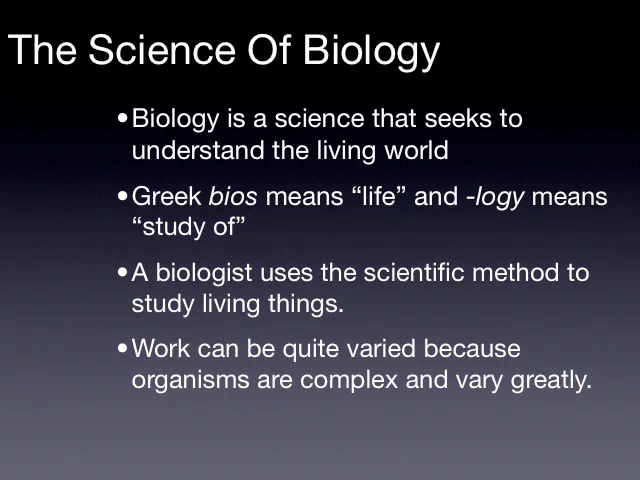 The Science Of Biology
•Biology is a science that seeks to
understand the living world
•Greek bios means “life” and -logy means
“study of”
•A biologist uses the scientific method to
study living things.
•Work can be quite varied because
organisms are complex and vary greatly.